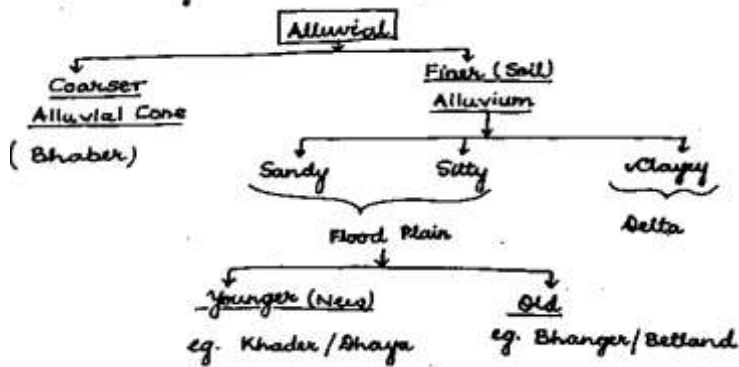 Alluvial
Coarser
Alluvial Cone
(Bhaber)
Finer (Soil)
Alluvium
Sandy
Sitty
Clayey
Flood Plain
Delta
Younger (New)
eg. Khader/Dhaya
Old
eg. Bhanger/Betland